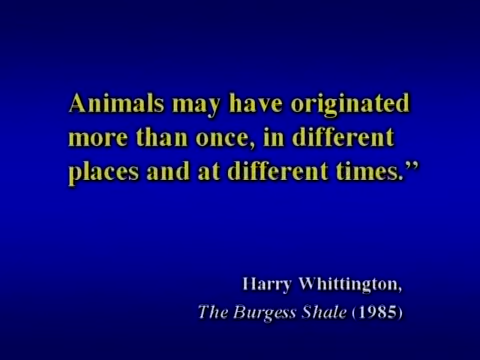 Animals may have originated
more than once, in different
places and at different times.”
Harry Whittington,
The Burgess Shale (1985)